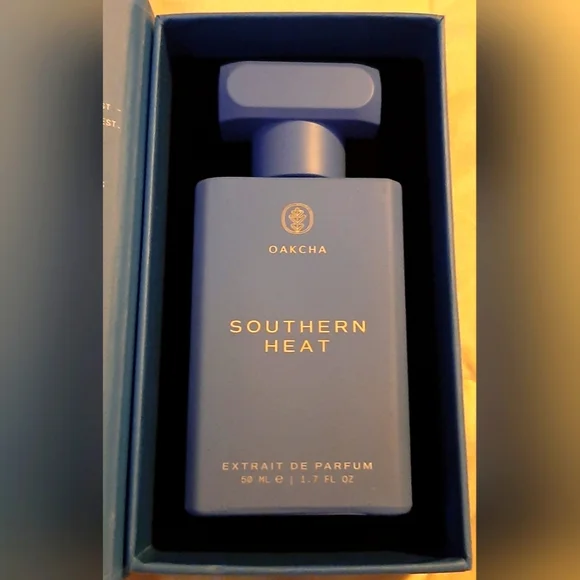 OAKCHA
SOUTHERN
HEAT
EXTRAIT DE PARFUM
50 ML ℮ | 1.7 FL OZ